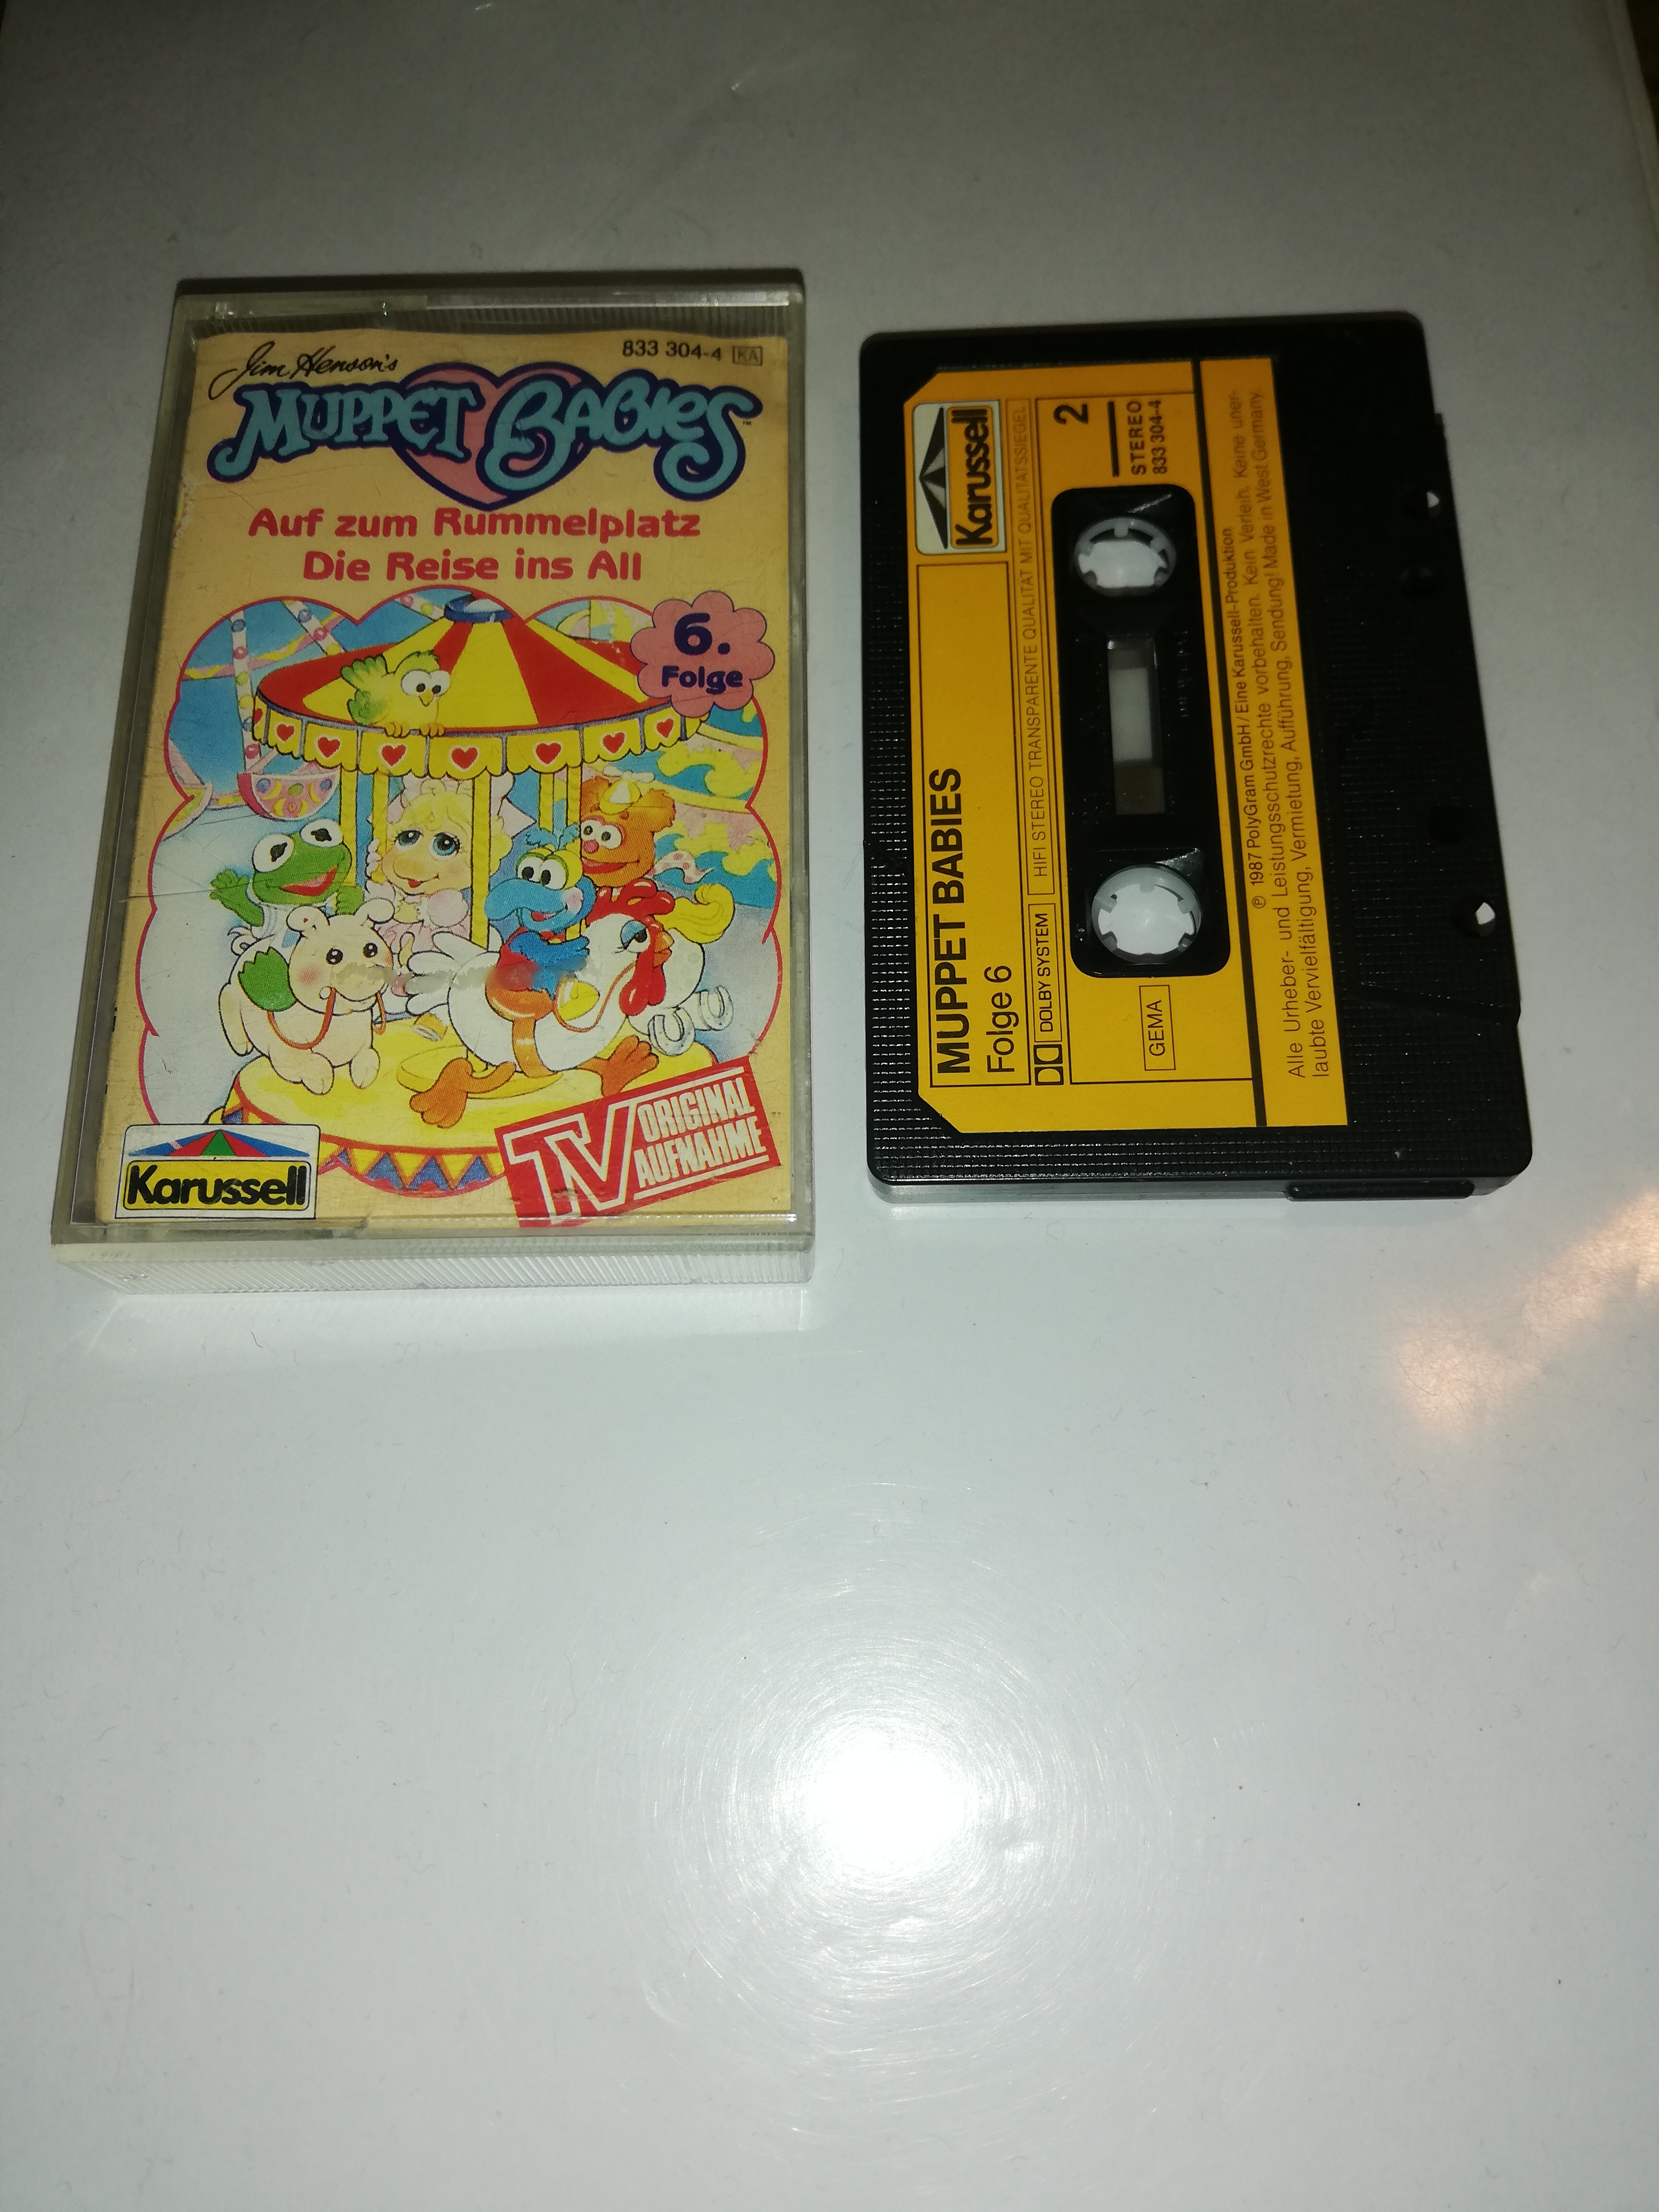 Jim Henson's
833 304-4 KA
MUPPET BABIES™
Auf zum Rummelplatz
Die Reise ins All
6.
Folge
TV ORIGINAL
AUFNAHME
Karussell
Karussell
MUPPET BABIES
Folge 6
DOLBY SYSTEM
HIFI STEREO TRANSPARENTE QUALITÄT MIT QUALITÄTSSIEGEL
2
STEREO
833 304-4
GEMA
℗ 1987 PolyGram GmbH/Eine Karussell-Produktion
Alle Urheber- und Leistungsschutzrechte vorbehalten. Kein Verleih. Keine uner-
laubte Vervielfältigung, Vermietung, Aufführung, Sendung! Made in West Germany.